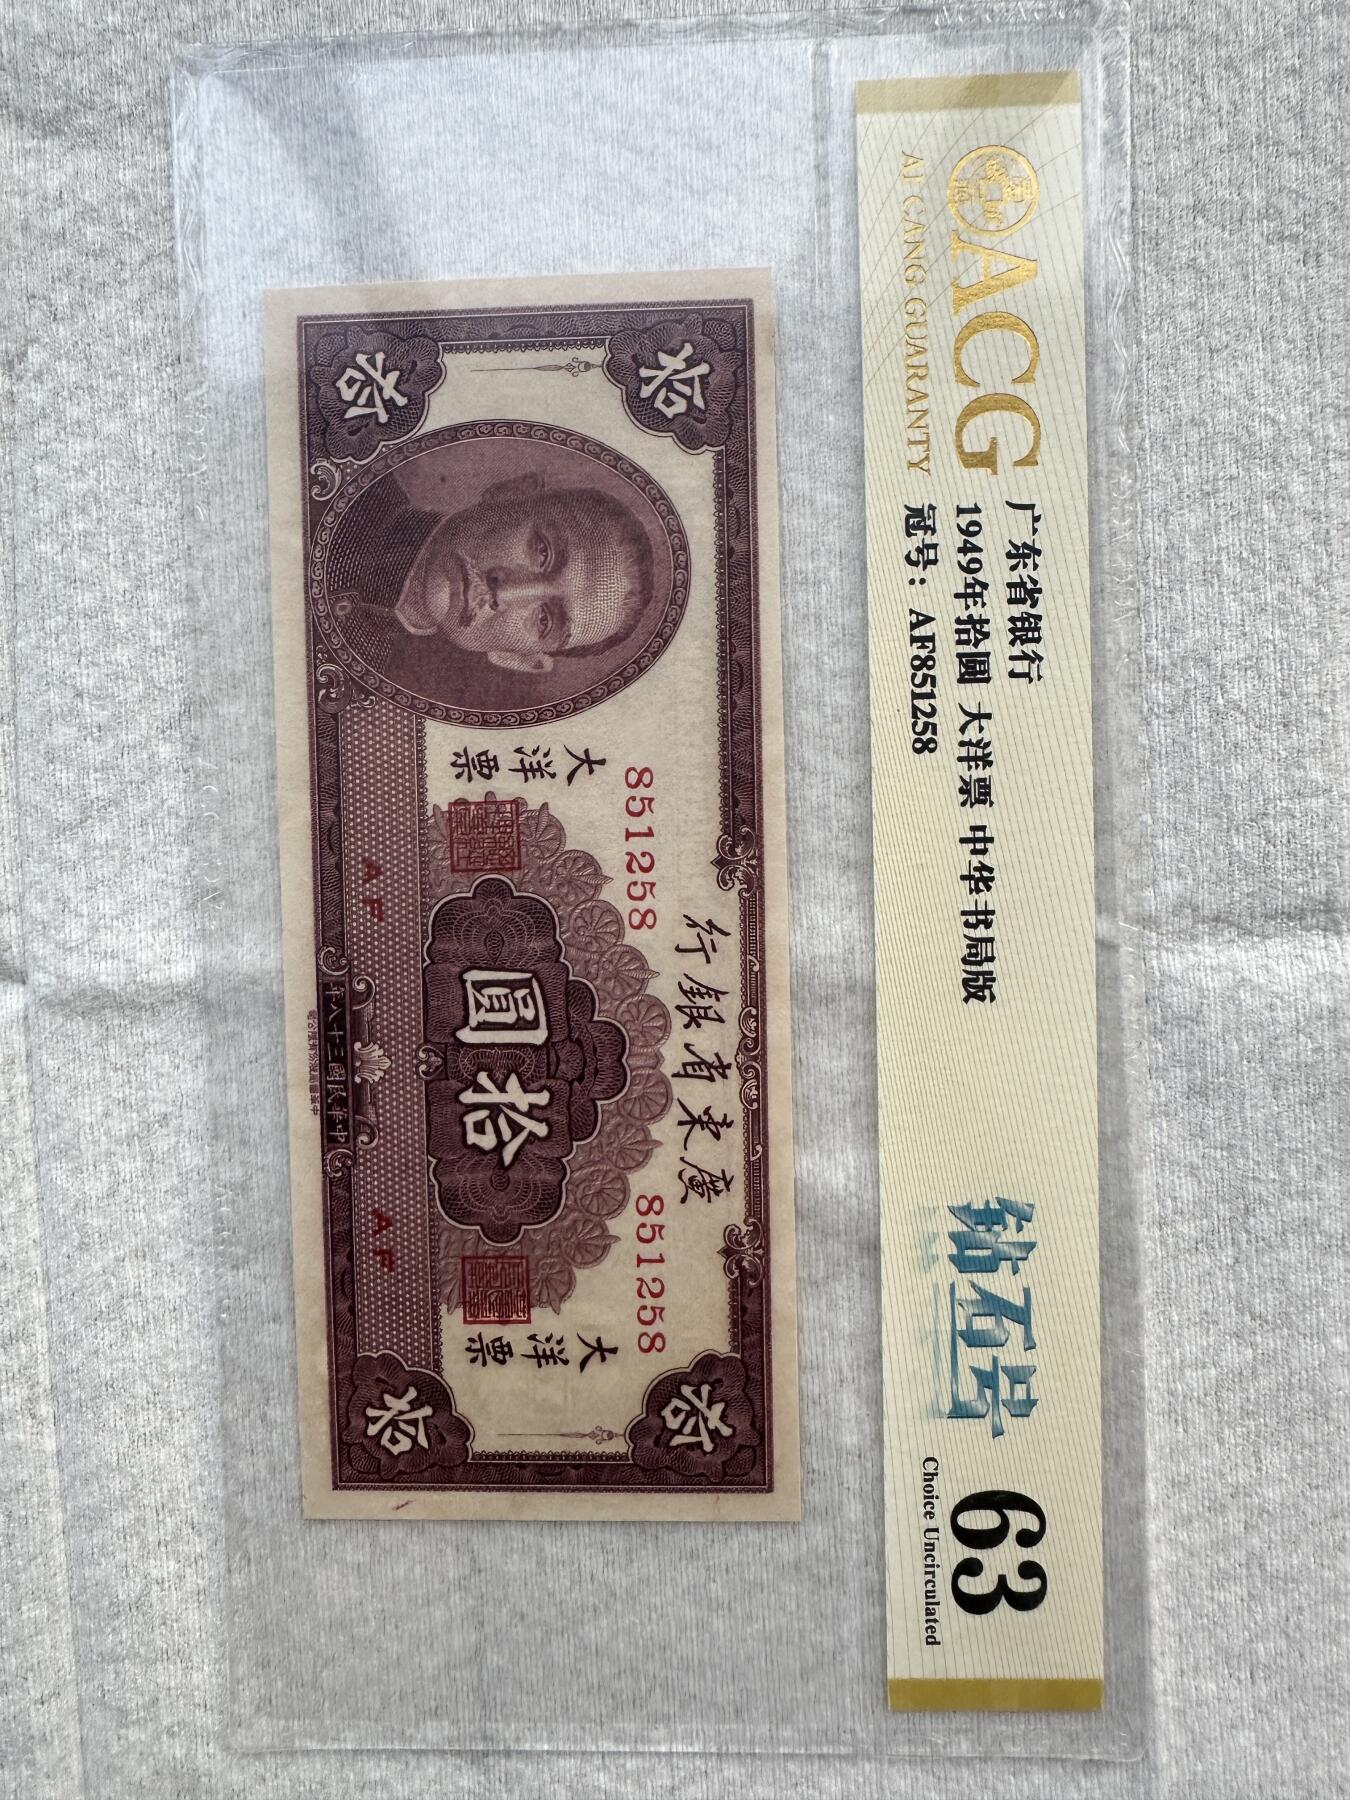 ACG
AI CANG GUARANTY
广东省银行
1949年拾圆 大洋票 中华书局版
冠号：AF851258
钻石号
63
Choice Uncirculated
拾
拾
行銀省東廣
851258
851258
大洋票
大洋票
圓拾
AF
AF
年八十三國民華中
拾
拾